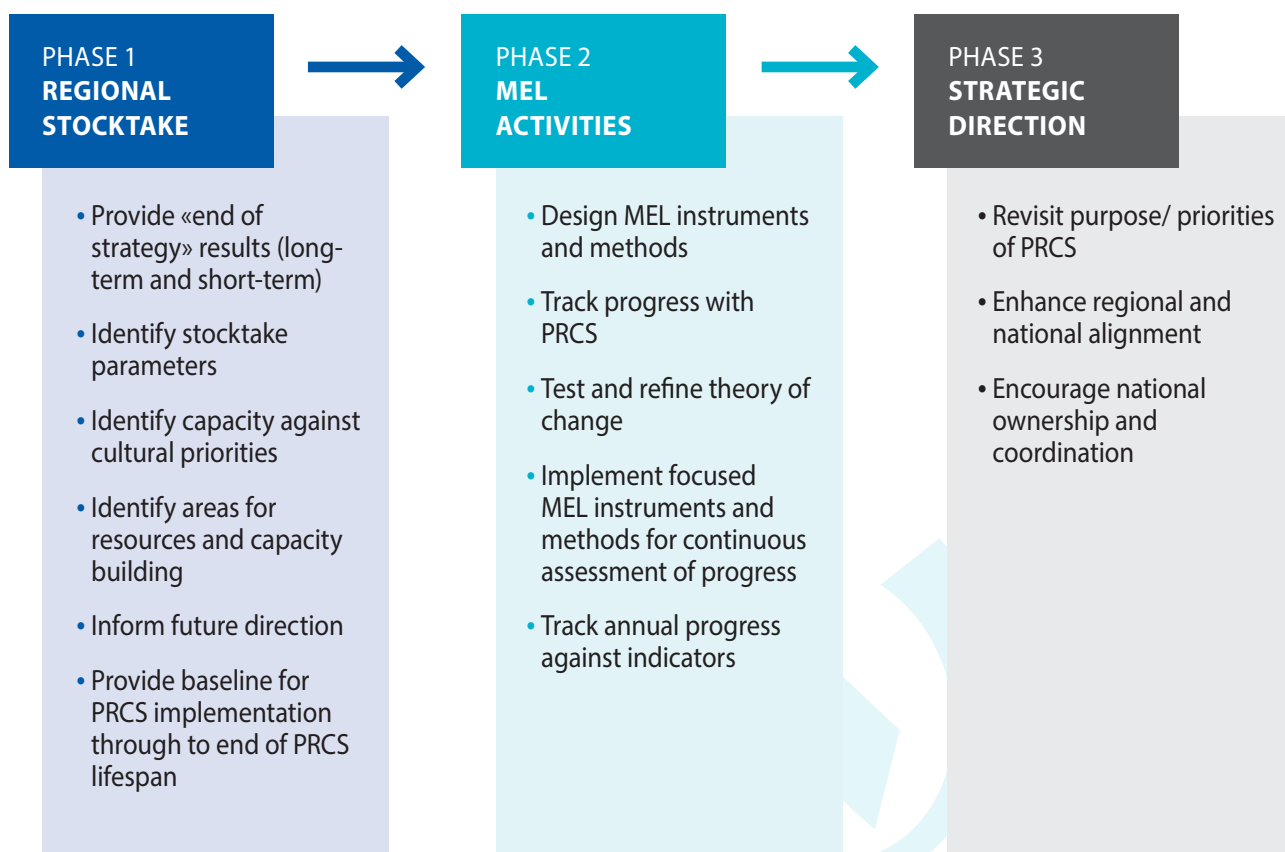 PHASE 1
REGIONAL
STOCKTAKE
• Provide «end of
strategy» results (long-
term and short-term)
• Identify stocktake
parameters
• Identify capacity against
cultural priorities
• Identify areas for
resources and capacity
building
• Inform future direction
• Provide baseline for
PRCS implementation
through to end of PRCS
lifespan
PHASE 2
MEL
ACTIVITIES
• Design MEL instruments
and methods
• Track progress with
PRCS
• Test and refine theory of
change
• Implement focused
MEL instruments and
methods for continuous
assessment of progress
• Track annual progress
against indicators
PHASE 3
STRATEGIC
DIRECTION
• Revisit purpose/ priorities
of PRCS
• Enhance regional and
national alignment
• Encourage national
ownership and
coordination